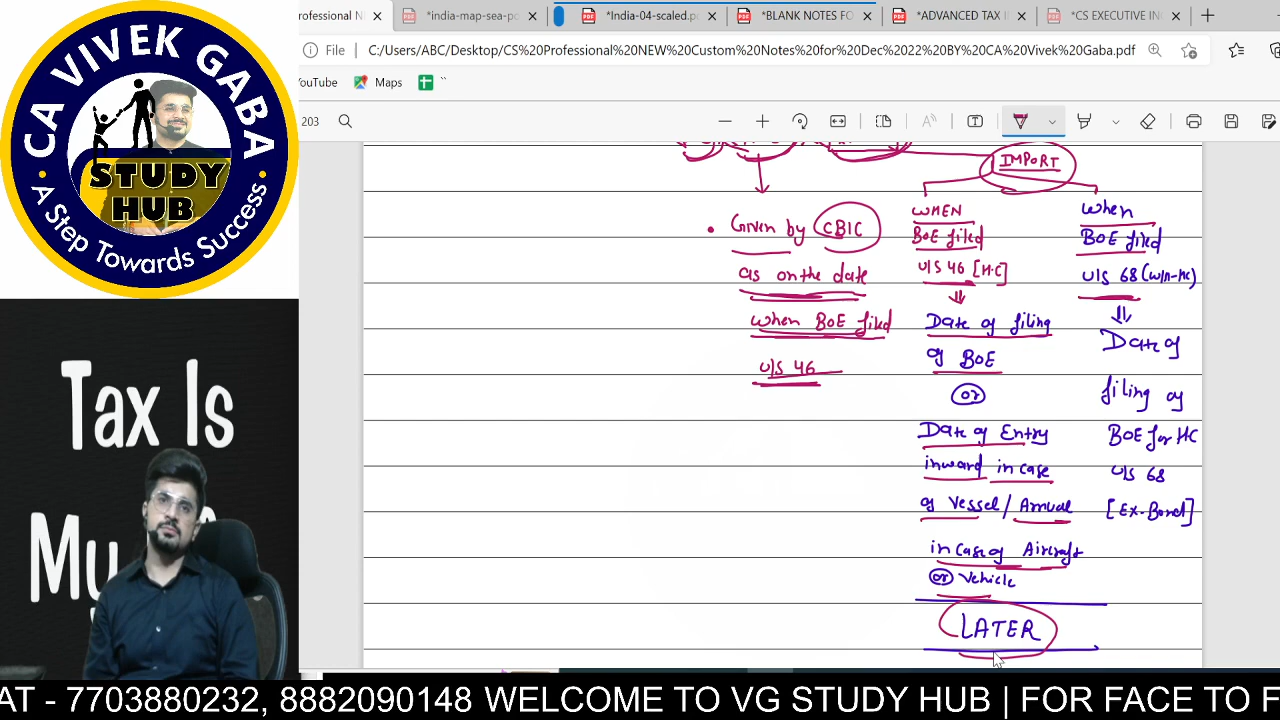 CA VIVEK GABA
STUDY
HUB
A Step Towards Success
Tax Is
My
rofessional N
*india-map-sea-po
*India-04-scaled.p
*BLANK NOTES FO
*ADVANCED TAX
*CS EXECUTIVE IN
File
C:/Users/ABC/Desktop/CS%20Professional%20NEW%20Custom%20Notes%20for%20Dec%2022%20BY%20CA%20Vivek%20Gaba.pdf
YouTube
Maps
203
IMPORT
• Given by CBIC
as on the date
when BoE filed
U/S 46
WHEN
BoE filed
U/S 46 [H.C]
Date of filing
of BoE
or
Date of Entry
inward in case
of Vessel / Arrival
in case of Aircraft
or Vehicle
LATER
When
BOE filed
U/S 68 (W/H-HC)
Date of
filing of
BOE for HC
U/S 68
[Ex-Bond]
AT - 7703880232, 8882090148 WELCOME TO VG STUDY HUB | FOR FACE TO F